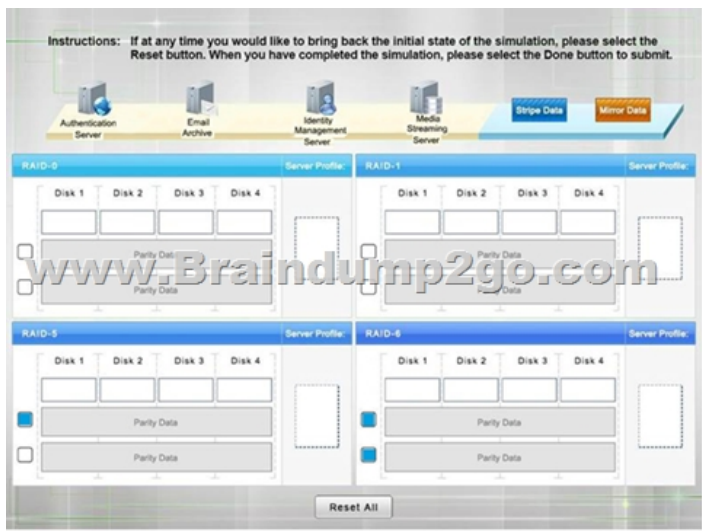 Instructions: If at any time you would like to bring back the initial state of the simulation, please select the
Reset button. When you have completed the simulation, please select the Done button to submit.
Authentication
Server
Email
Archive
Identity
Management
Server
Media
Streaming
Server
Stripe Data
Mirror Data
RAID-0
Server Profile:
Disk 1 Disk 2 Disk 3 Disk 4
Parity Data
Parity Data
RAID-1
Server Profile:
Disk 1 Disk 2 Disk 3 Disk 4
Parity Data
Parity Data
www.Braindump2go.com
RAID-5
Server Profile:
Disk 1 Disk 2 Disk 3 Disk 4
Parity Data
Parity Data
RAID-6
Server Profile:
Disk 1 Disk 2 Disk 3 Disk 4
Parity Data
Parity Data
Reset All